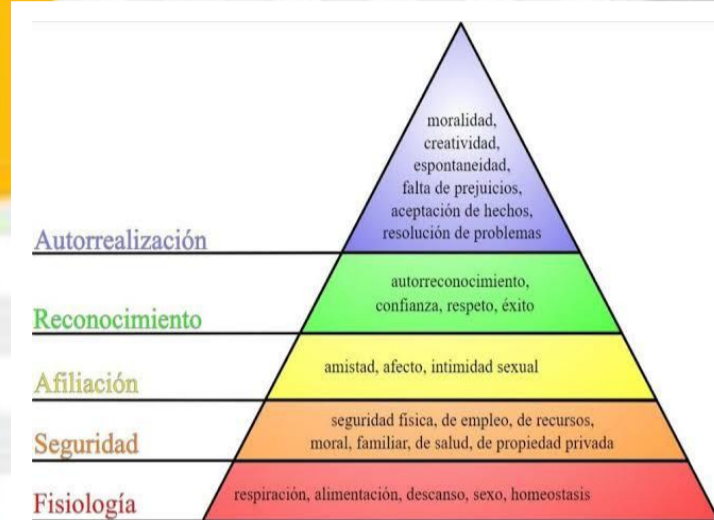 moralidad,
creatividad,
espontaneidad,
falta de prejuicios,
aceptación de hechos,
resolución de problemas
Autorrealización
autorreconocimiento,
confianza, respeto, éxito
Reconocimiento
amistad, afecto, intimidad sexual
Afiliación
seguridad física, de empleo, de recursos,
moral, familiar, de salud, de propiedad privada
Seguridad
respiración, alimentación, descanso, sexo, homeostasis
Fisiología